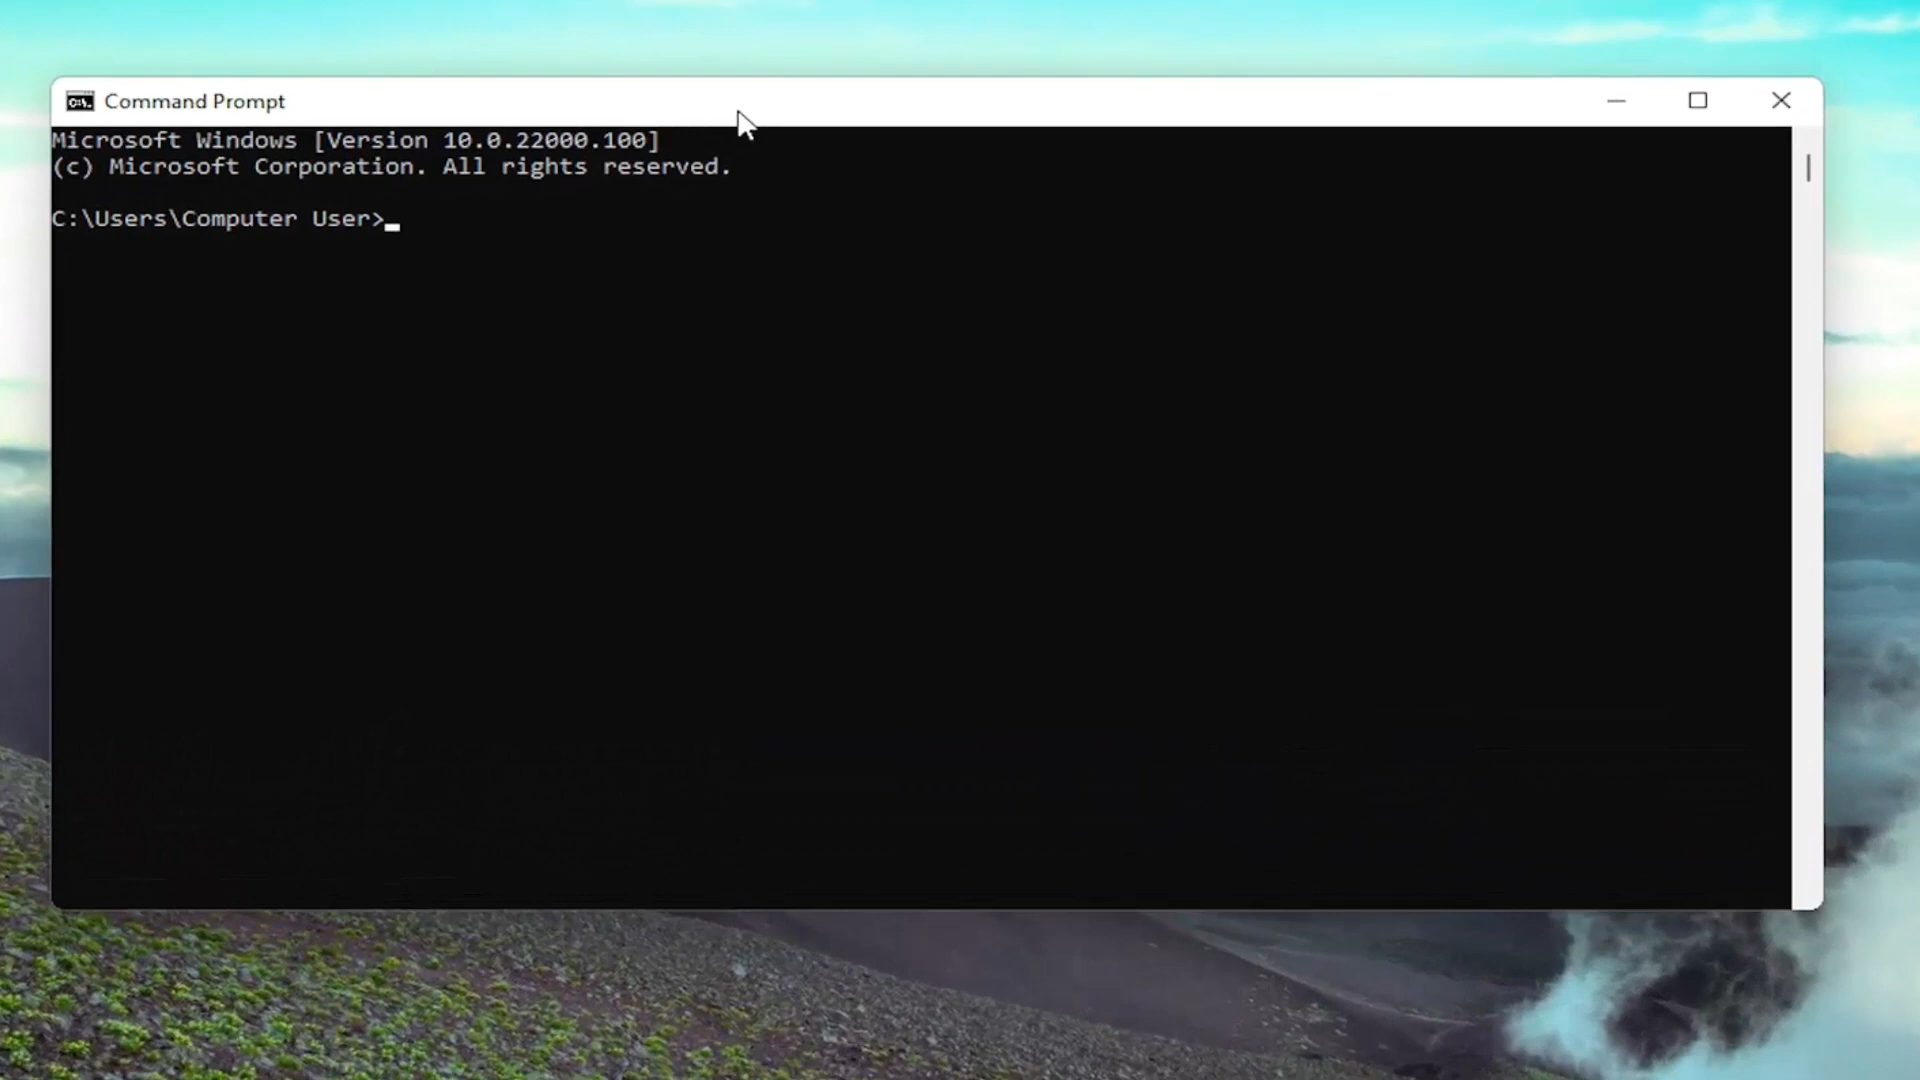 Command Prompt
Microsoft Windows [Version 10.0.22000.100]
(c) Microsoft Corporation. All rights reserved.
C:\Users\Computer User>